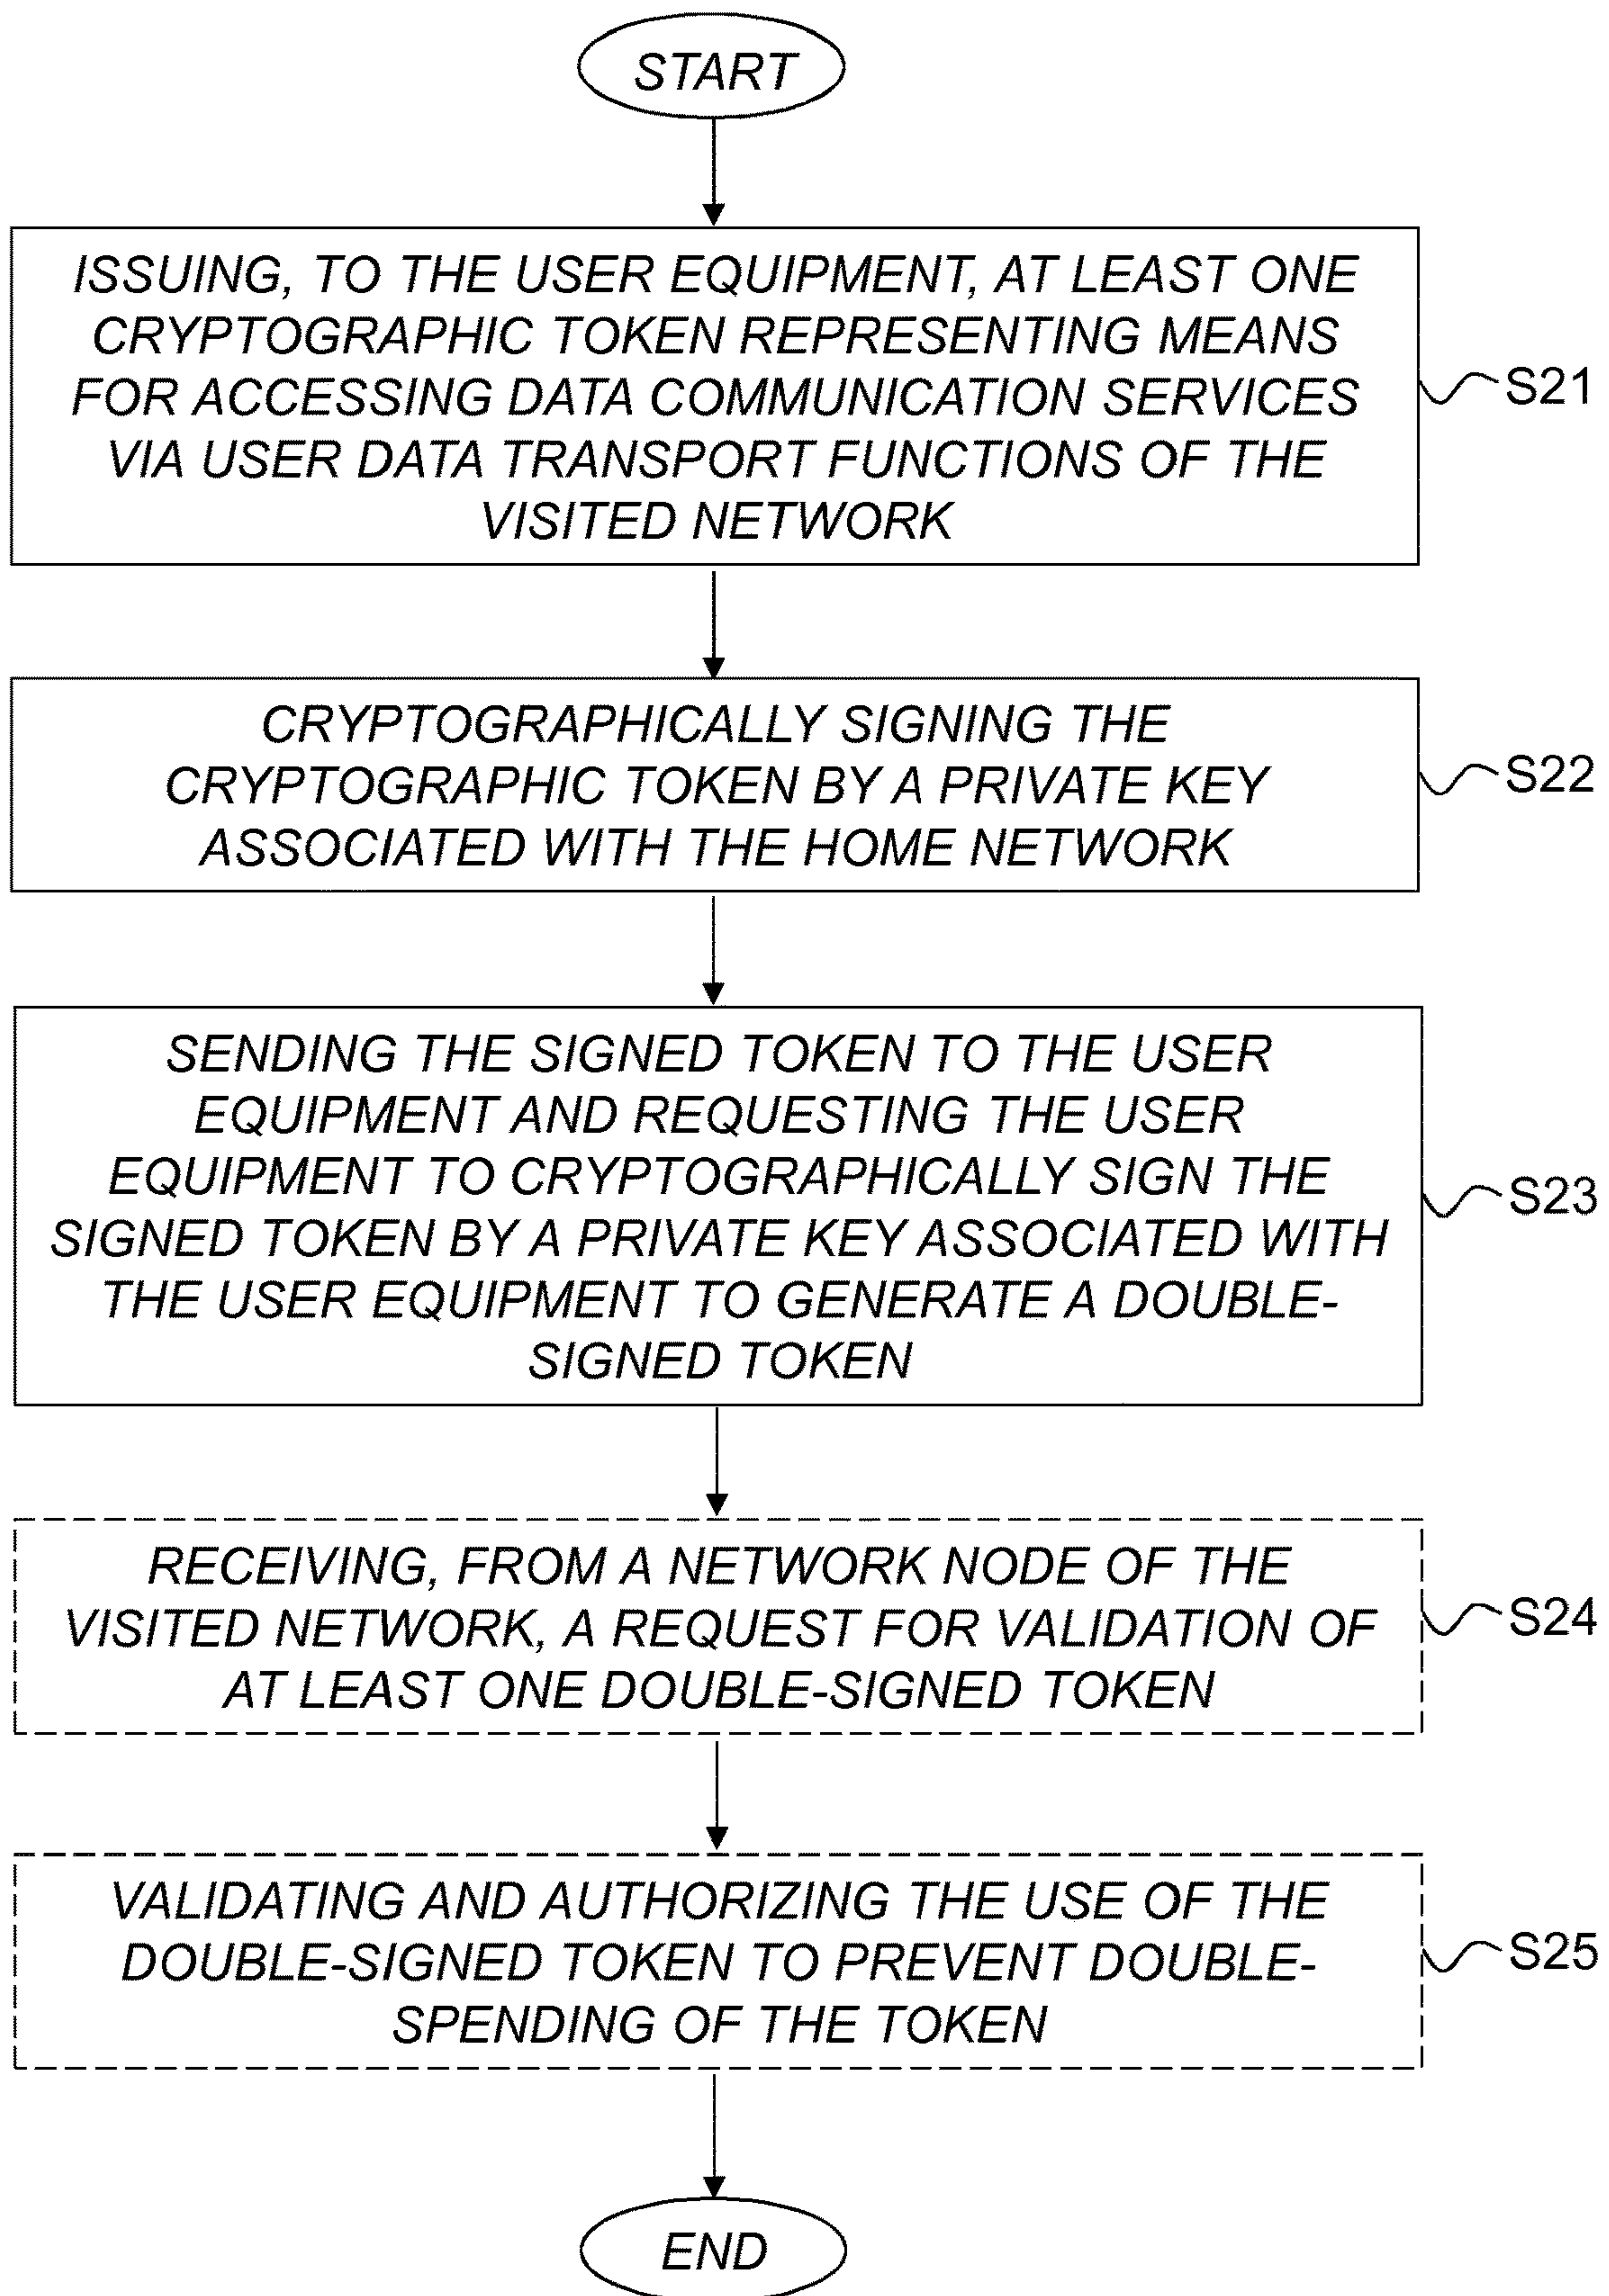 START
ISSUING, TO THE USER EQUIPMENT, AT LEAST ONE
CRYPTOGRAPHIC TOKEN REPRESENTING MEANS
FOR ACCESSING DATA COMMUNICATION SERVICES
VIA USER DATA TRANSPORT FUNCTIONS OF THE
VISITED NETWORK
S21
CRYPTOGRAPHICALLY SIGNING THE
CRYPTOGRAPHIC TOKEN BY A PRIVATE KEY
ASSOCIATED WITH THE HOME NETWORK
S22
SENDING THE SIGNED TOKEN TO THE USER
EQUIPMENT AND REQUESTING THE USER
EQUIPMENT TO CRYPTOGRAPHICALLY SIGN THE
SIGNED TOKEN BY A PRIVATE KEY ASSOCIATED WITH
THE USER EQUIPMENT TO GENERATE A DOUBLE-
SIGNED TOKEN
S23
RECEIVING, FROM A NETWORK NODE OF THE
VISITED NETWORK, A REQUEST FOR VALIDATION OF
AT LEAST ONE DOUBLE-SIGNED TOKEN
S24
VALIDATING AND AUTHORIZING THE USE OF THE
DOUBLE-SIGNED TOKEN TO PREVENT DOUBLE-
SPENDING OF THE TOKEN
S25
END